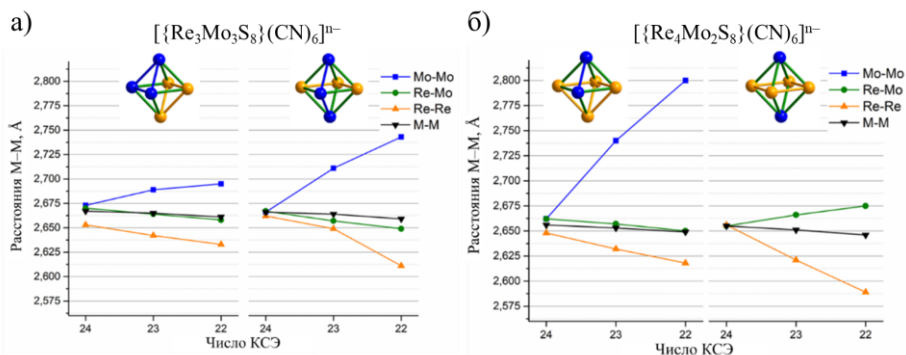 а)
[{Re₃Mo₃S₈}(CN)₆]ⁿ⁻
Mo-Mo
Re-Mo
Re-Re
M-M
Расстояния M–M, Å
2,800
2,775
2,750
2,725
2,700
2,675
2,650
2,625
2,600
2,575
24
23
22
24
23
22
Число КСЭ
б)
[{Re₄Mo₂S₈}(CN)₆]ⁿ⁻
Mo-Mo
Re-Mo
Re-Re
M-M
Расстояния M–M, Å
2,800
2,775
2,750
2,725
2,700
2,675
2,650
2,625
2,600
2,575
24
23
22
24
23
22
Число КСЭ